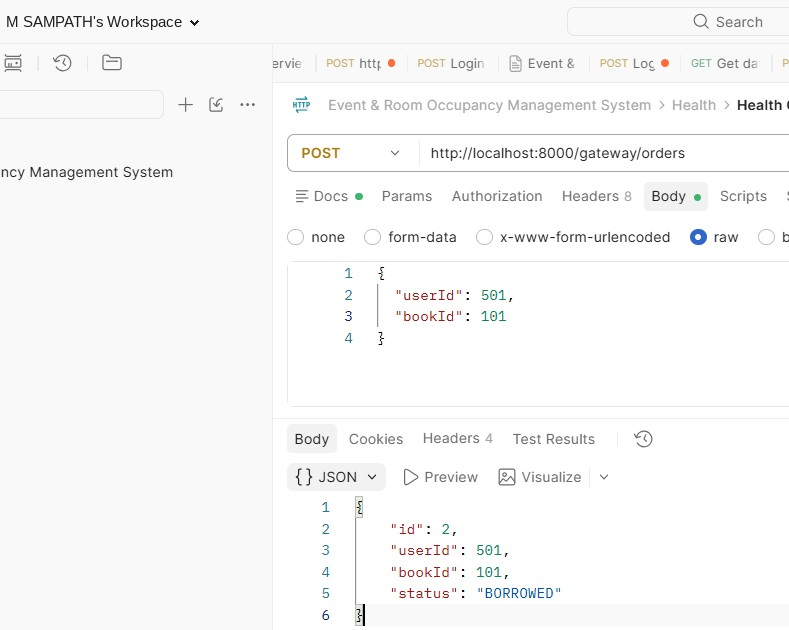 M SAMPATH's Workspace
Search
ervie
POST http
POST Login
Event &
POST Log
GET Get da
HTTP
Event & Room Occupancy Management System > Health > Health
ncy Management System
POST
http://localhost:8000/gateway/orders
Docs
Params
Authorization
Headers 8
Body
Scripts
none
form-data
x-www-form-urlencoded
raw
b
1 {
2 "userId": 501,
3 "bookId": 101
4 }
Body
Cookies
Headers 4
Test Results
{} JSON
Preview
Visualize
1 {
2 "id": 2,
3 "userId": 501,
4 "bookId": 101,
5 "status": "BORROWED"
6 }